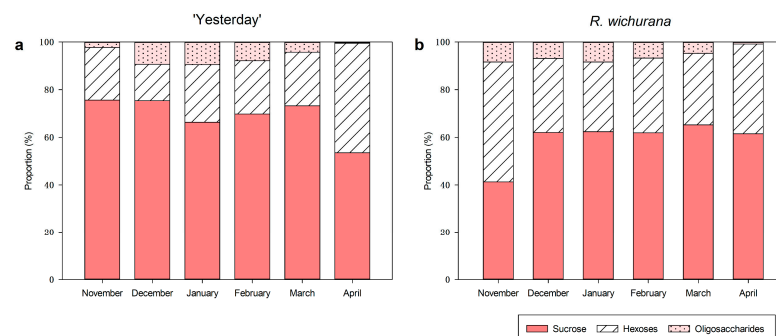 'Yesterday'
R. wichurana
a
b
100
80
60
40
20
0
Proportion (%)
November December January February March April
100
80
60
40
20
0
Proportion (%)
November December January February March April
Sucrose Hexoses Oligosaccharides